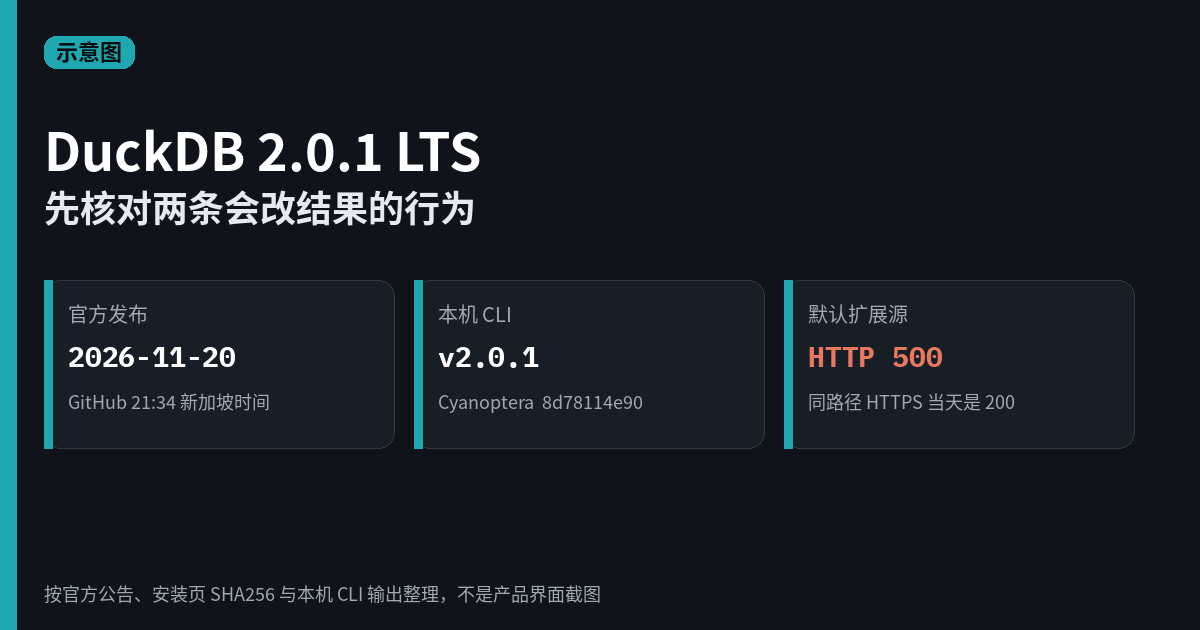 示意图
DuckDB 2.0.1 LTS
先核对两条会改结果的行为
官方发布
2026-11-20
GitHub 21:34 新加坡时间
本机 CLI
v2.0.1
Cyanoptera 8d78114e90
默认扩展源
HTTP 500
同路径 HTTPS 当天是 200
按官方公告、安装页 SHA256 与本机 CLI 输出整理，不是产品界面截图